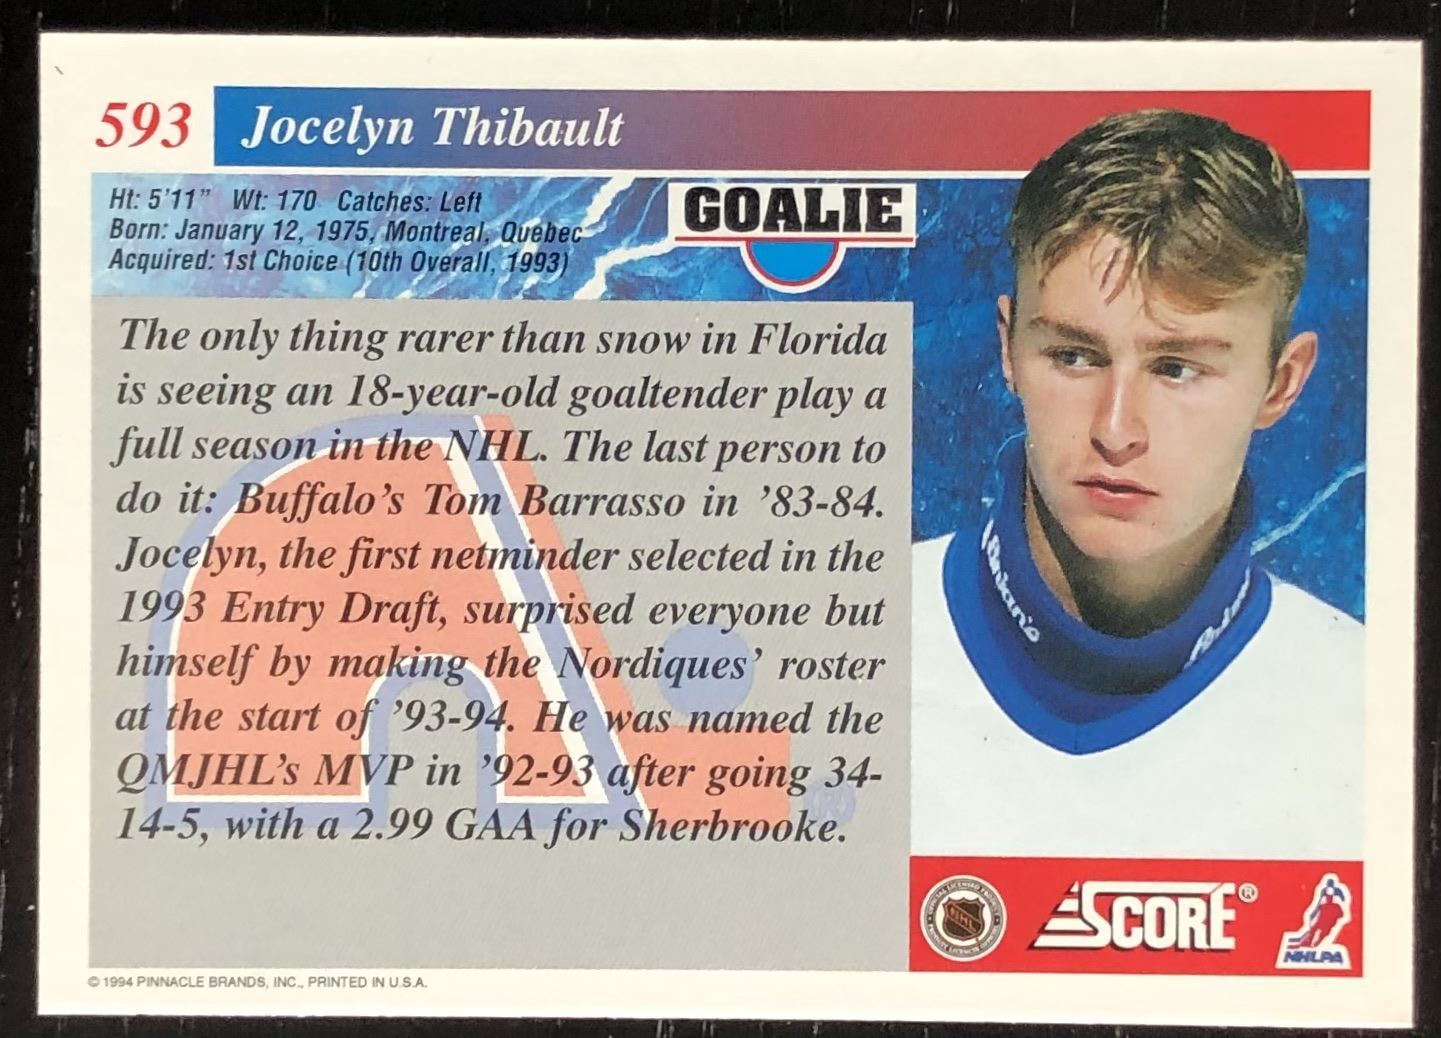 593 Jocelyn Thibault
Ht: 5'11” Wt: 170 Catches: Left
Born: January 12, 1975, Montreal, Quebec
Acquired: 1st Choice (10th Overall, 1993)
GOALIE
The only thing rarer than snow in Florida
is seeing an 18-year-old goaltender play a
full season in the NHL. The last person to
do it: Buffalo’s Tom Barrasso in ’83-84.
Jocelyn, the first netminder selected in the
1993 Entry Draft, surprised everyone but
himself by making the Nordiques’ roster
at the start of ’93-94. He was named the
QMJHL’s MVP in ’92-93 after going 34-
14-5, with a 2.99 GAA for Sherbrooke.
®
NHL
SCORE®
NHLPA
© 1994 PINNACLE BRANDS, INC., PRINTED IN U.S.A.